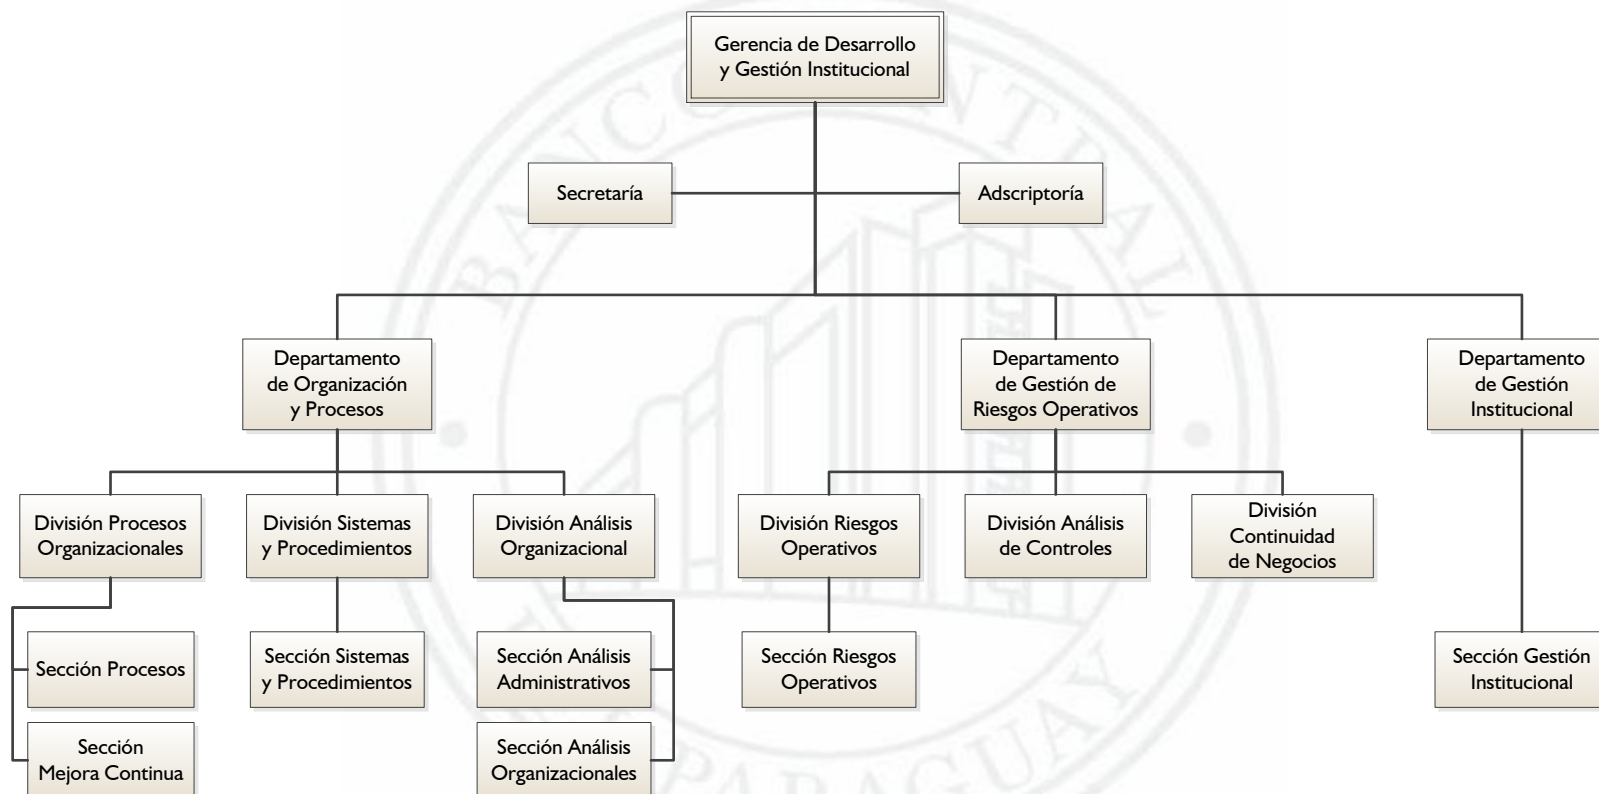 Gerencia de Desarrollo
y Gestión Institucional
Secretaría
Adscriptoría
Departamento
de Organización
y Procesos
Departamento
de Gestión de
Riesgos Operativos
Departamento
de Gestión
Institucional
División Procesos
Organizacionales
División Sistemas
y Procedimientos
División Análisis
Organizacional
División Riesgos
Operativos
División Análisis
de Controles
División
Continuidad
de Negocios
Sección Procesos
Sección Sistemas
y Procedimientos
Sección Análisis
Administrativos
Sección Riesgos
Operativos
Sección Gestión
Institucional
Sección
Mejora Continua
Sección Análisis
Organizacionales
BANCO CENTRAL
PARAGUAY